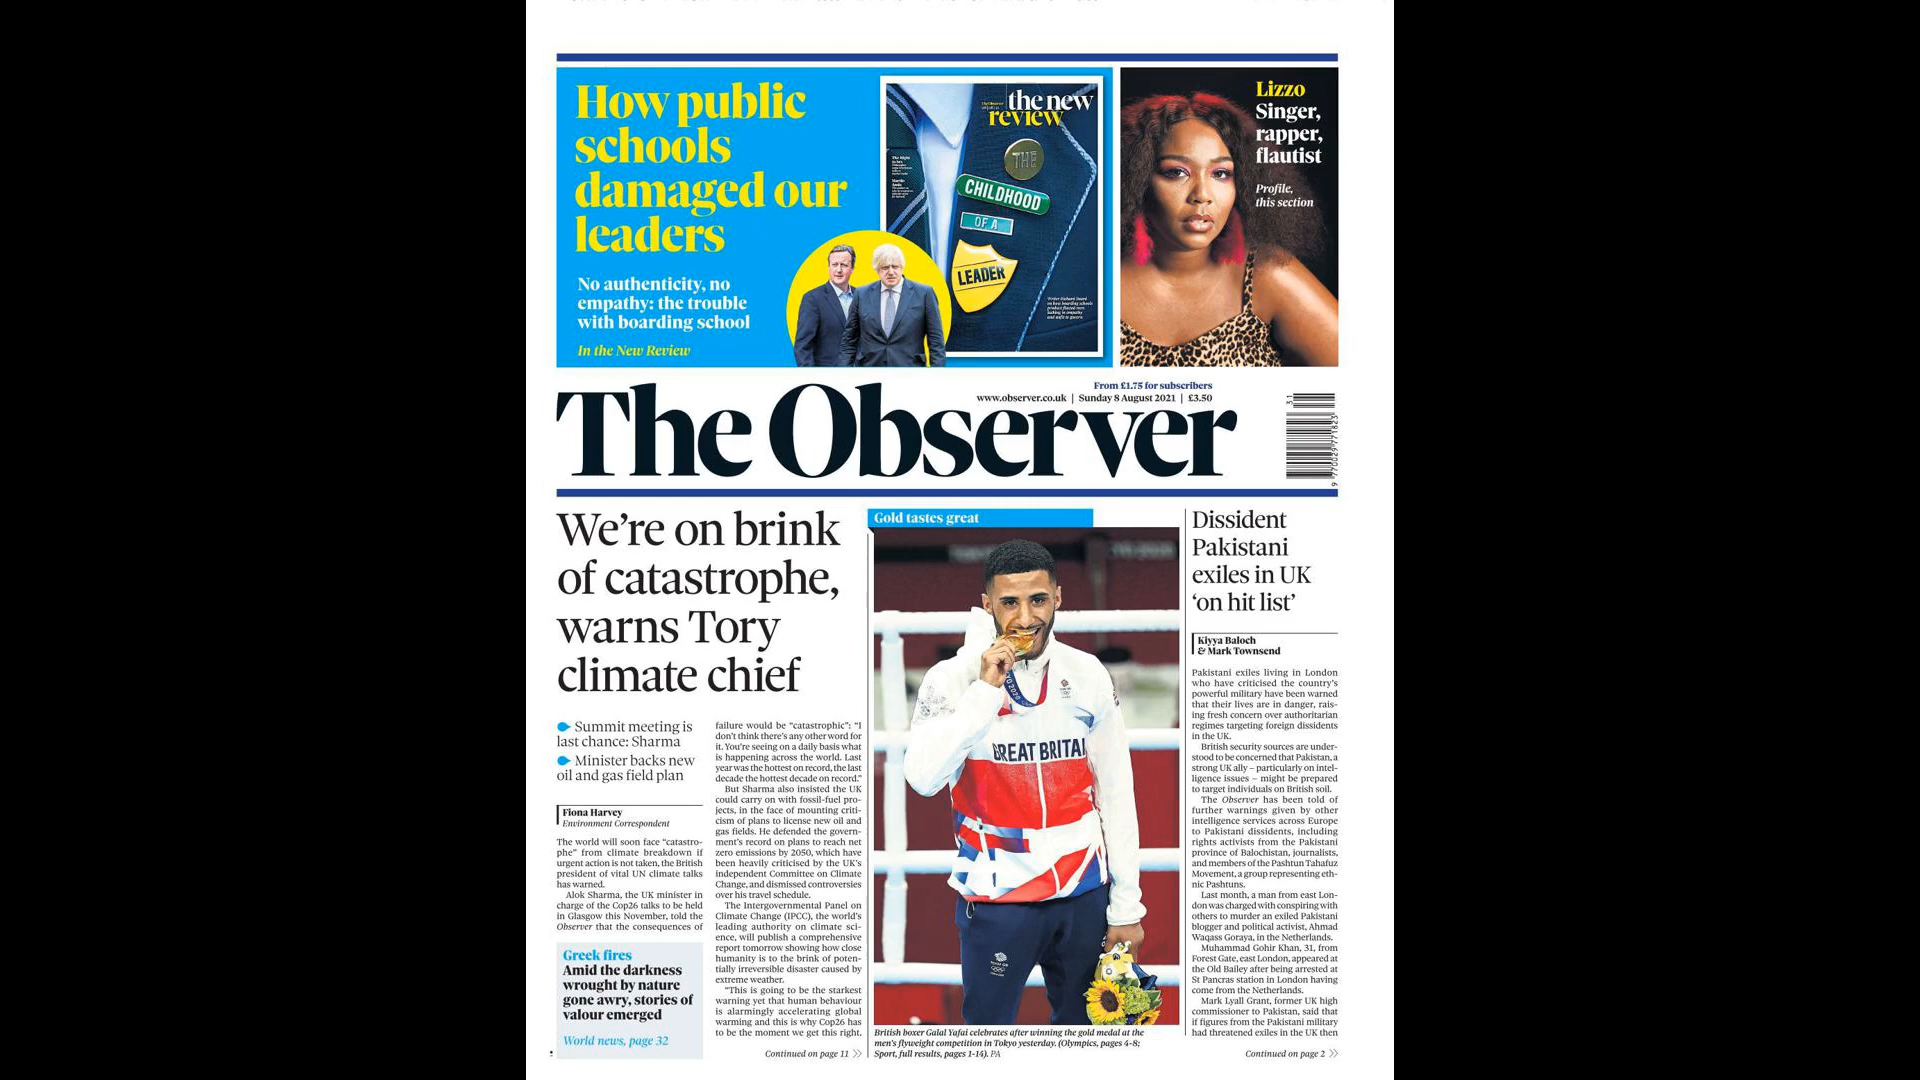 How public
schools
damaged our
leaders
No authenticity, no
empathy: the trouble
with boarding school
In the New Review
the new
review
THE
CHILDHOOD
OF A
LEADER
Lizzo
Singer,
rapper,
flautist
Profile,
this section
From £1.75 for subscribers
www.observer.co.uk | Sunday 8 August 2021 | £3.50
The Observer
31
9 770029 771823
We're on brink
of catastrophe,
warns Tory
climate chief
Summit meeting is
last chance: Sharma
Minister backs new
oil and gas field plan
Fiona Harvey
Environment Correspondent
The world will soon face “catastro-
phe” from climate breakdown if
urgent action is not taken, the British
president of vital UN climate talks
has warned.
Alok Sharma, the UK minister in
charge of the Cop26 talks to be held
in Glasgow this November, told the
Observer that the consequences of
failure would be “catastrophic”: “I
don't think there's any other word for
it. You're seeing on a daily basis what
is happening across the world. Last
year was the hottest on record, the last
decade the hottest decade on record.”
But Sharma also insisted the UK
could carry on with fossil-fuel pro-
jects, in the face of mounting criti-
cism of plans to license new oil and
gas fields. He defended the govern-
ment's record on plans to reach net
zero emissions by 2050, which have
been heavily criticised by the UK's
independent Committee on Climate
Change, and dismissed controversies
over his travel schedule.
The Intergovernmental Panel on
Climate Change (IPCC), the world's
leading authority on climate sci-
ence, will publish a comprehensive
report tomorrow showing how close
humanity is to the brink of poten-
tially irreversible disaster caused by
extreme weather.
“This is going to be the starkest
warning yet that human behaviour
is alarmingly accelerating global
warming and this is why Cop26 has
to be the moment we get this right.
Continued on page 11
Greek fires
Amid the darkness
wrought by nature
gone awry, stories of
valour emerged
World news, page 32
Gold tastes great
GREAT BRITAI
British boxer Galal Yafai celebrates after winning the gold medal at the
men's flyweight competition in Tokyo yesterday. (Olympics, pages 4-8;
Sport, full results, pages 1-14). PA
Dissident
Pakistani
exiles in UK
‘on hit list’
Kiyya Baloch
& Mark Townsend
Pakistani exiles living in London
who have criticised the country's
powerful military have been warned
that their lives are in danger, rais-
ing fresh concern over authoritarian
regimes targeting foreign dissidents
in the UK.
British security sources are under-
stood to be concerned that Pakistan, a
strong UK ally – particularly on intel-
ligence issues – might be prepared
to target individuals on British soil.
The Observer has been told of
further warnings given by other
intelligence services across Europe
to Pakistani dissidents, including
rights activists from the Pakistani
province of Balochistan, journalists,
and members of the Pashtun Tahafuz
Movement, a group representing eth-
nic Pashtuns.
Last month, a man from east Lon-
don was charged with conspiring with
others to murder an exiled Pakistani
blogger and political activist, Ahmad
Waqass Goraya, in the Netherlands.
Muhammad Gohir Khan, 31, from
Forest Gate, east London, appeared at
the Old Bailey after being arrested at
St Pancras station in London having
come from the Netherlands.
Mark Lyall Grant, former UK high
commissioner to Pakistan, said that
if figures from the Pakistani military
had threatened exiles in the UK then
Continued on page 2